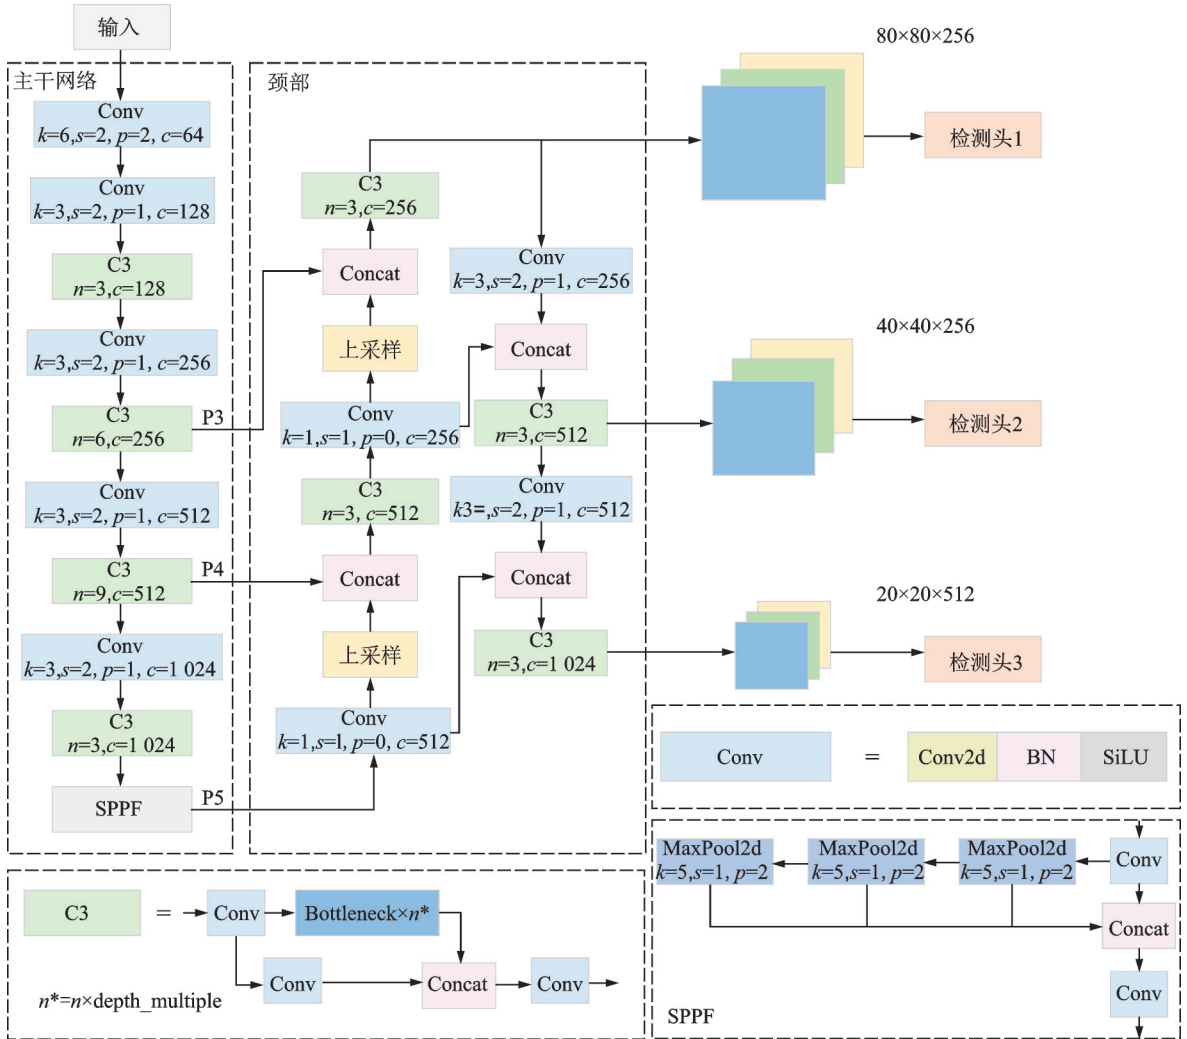 输入
主干网络
Conv
k=6,s=2, p=2, c=64
Conv
k=3,s=2, p=1, c=128
C3
n=3,c=128
Conv
k=3,s=2, p=1, c=256
C3
n=6,c=256
P3
Conv
k=3,s=2, p=1, c=512
C3
n=9,c=512
P4
Conv
k=3,s=2, p=1, c=1 024
C3
n=3,c=1 024
SPPF
P5
颈部
C3
n=3,c=256
Concat
上采样
Conv
k=1,s=1, p=0, c=256
C3
n=3, c=512
Concat
上采样
Conv
k=1,s=l, p=0, c=512
Conv
k=3,s=2, p=1, c=256
Concat
C3
n=3,c=512
Conv
k3=,s=2, p=1, c=512
Concat
C3
n=3,c=1 024
80×80×256
检测头1
40×40×256
检测头2
20×20×512
检测头3
Conv
=
Conv2d
BN
SiLU
C3
=
Conv
Bottleneck×n*
Conv
Concat
Conv
n*=n×depth_multiple
MaxPool2d
k=5,s=1, p=2
MaxPool2d
k=5,s=1, p=2
MaxPool2d
k=5,s=1, p=2
Conv
Concat
Conv
SPPF